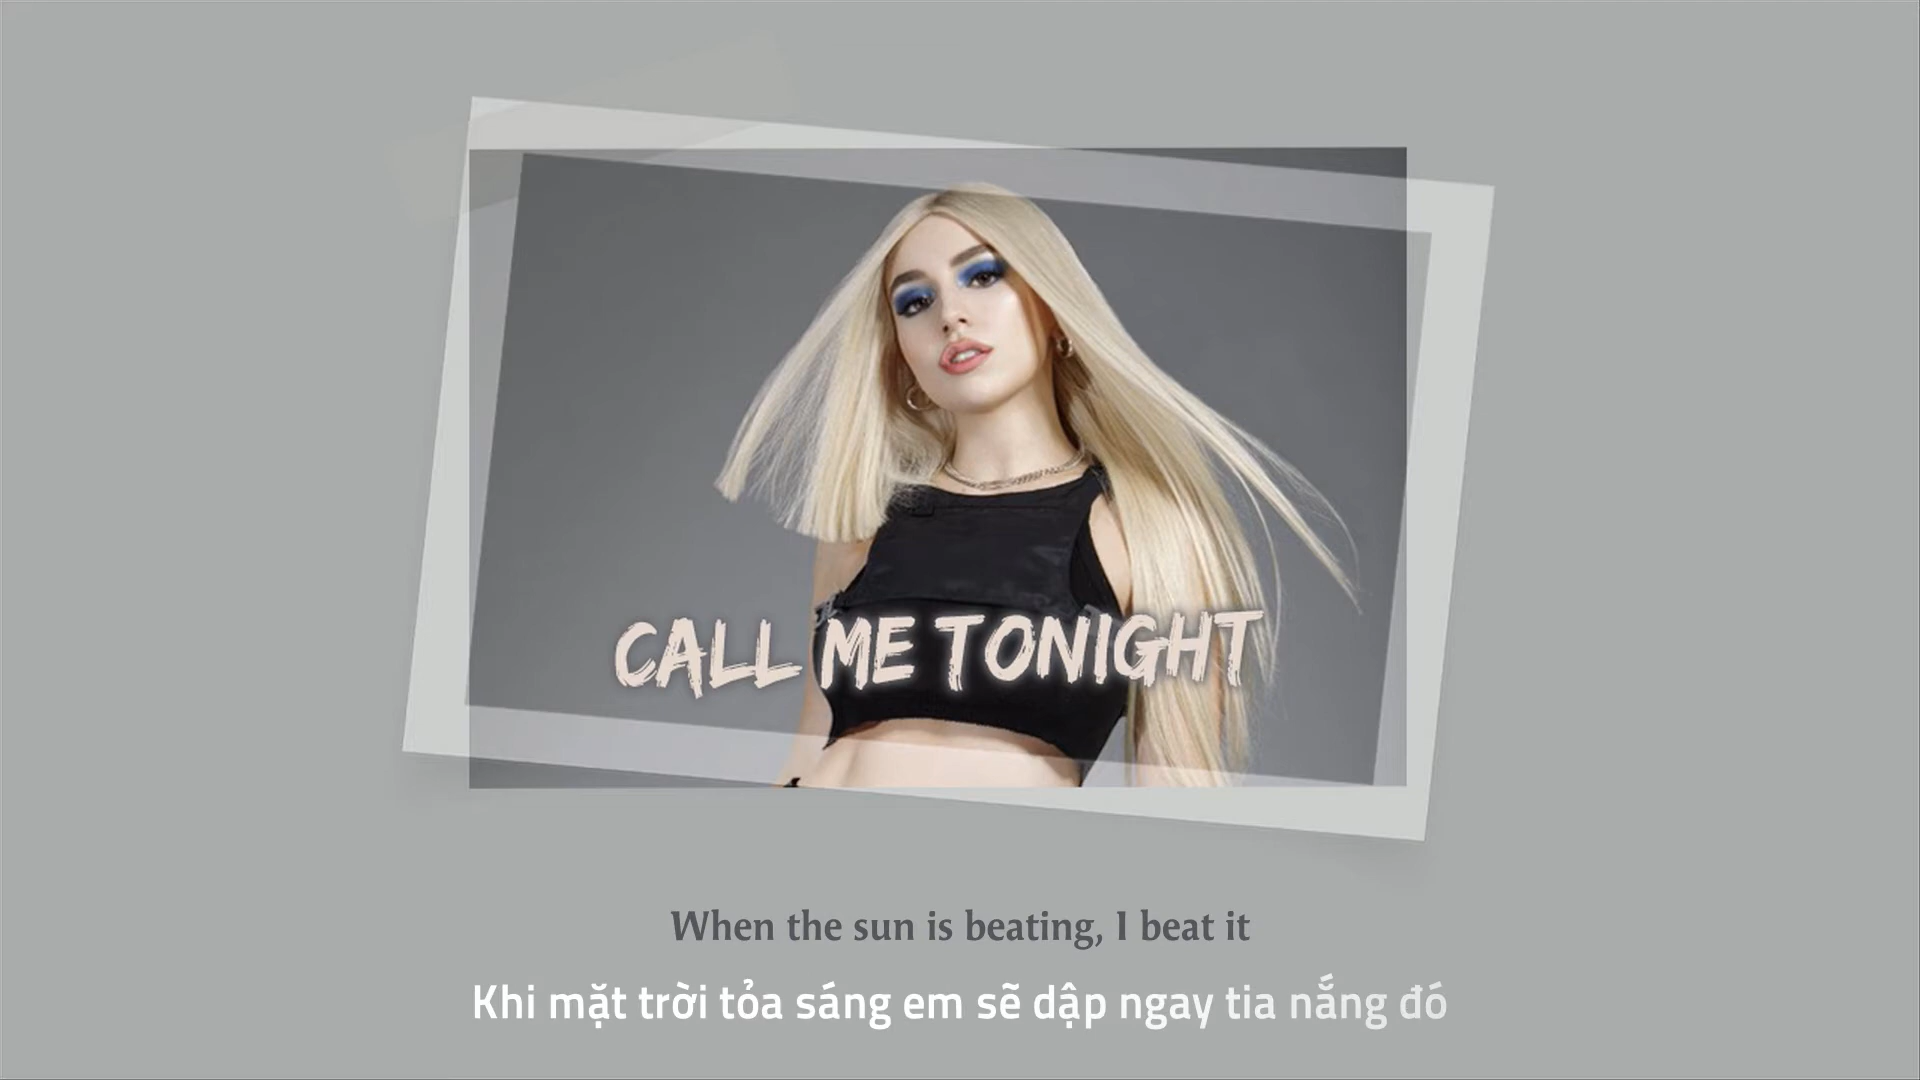 CALL ME TONIGHT
When the sun is beating, I beat it
Khi mặt trời tỏa sáng em sẽ dập ngay tia nắng đó